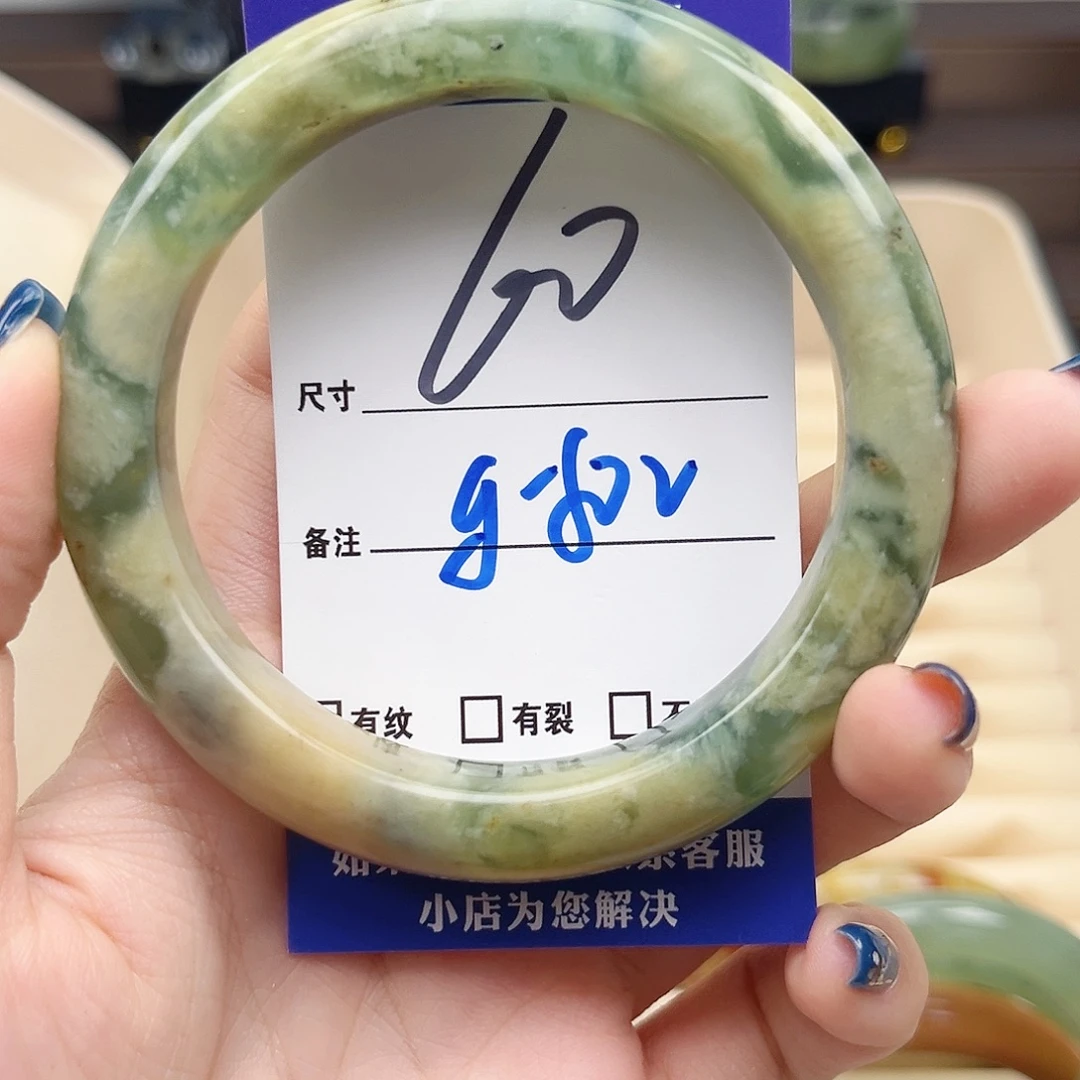 尺寸 60
备注
有纹 □有裂 □
客服
小店为您解决